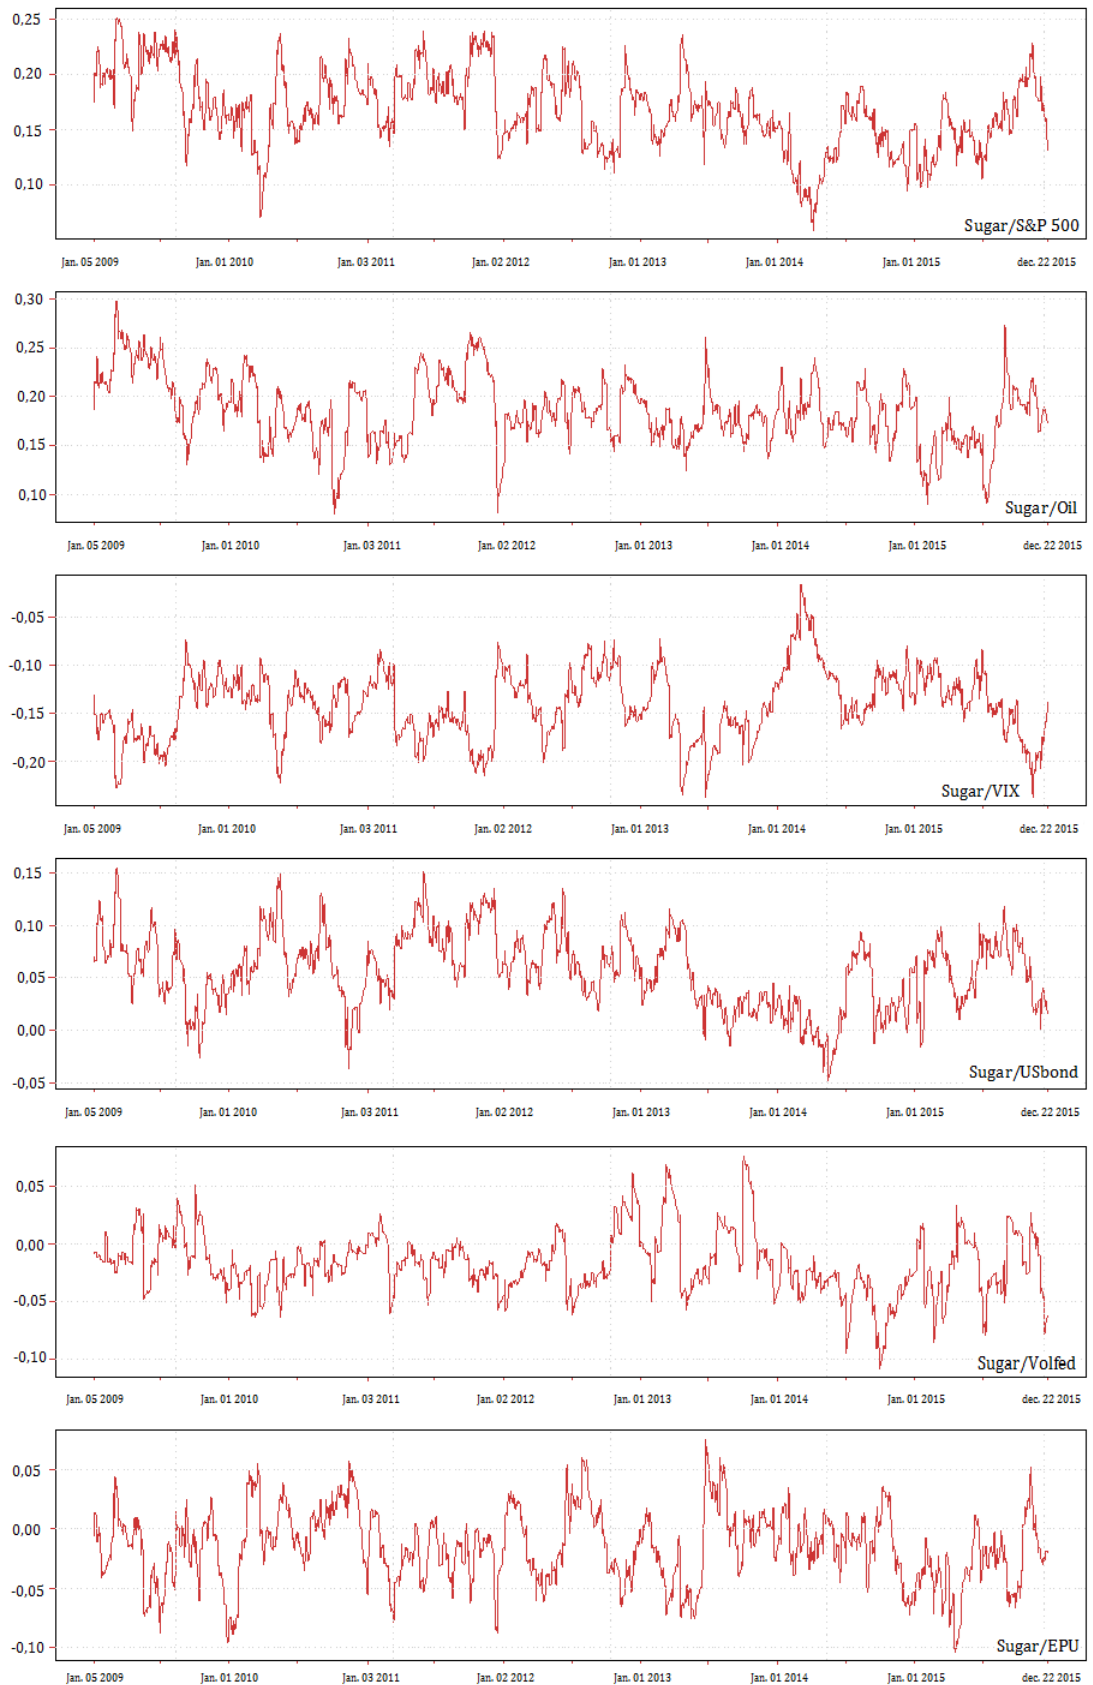 0,25
0,20
0,15
0,10
Sugar/S&P 500
Jan. 05 2009 Jan. 01 2010 Jan. 03 2011 Jan. 02 2012 Jan. 01 2013 Jan. 01 2014 Jan. 01 2015 dec. 22 2015
0,30
0,25
0,20
0,15
0,10
Sugar/Oil
Jan. 05 2009 Jan. 01 2010 Jan. 03 2011 Jan. 02 2012 Jan. 01 2013 Jan. 01 2014 Jan. 01 2015 dec. 22 2015
-0,05
-0,10
-0,15
-0,20
Sugar/VIX
Jan. 05 2009 Jan. 01 2010 Jan. 03 2011 Jan. 02 2012 Jan. 01 2013 Jan. 01 2014 Jan. 01 2015 dec. 22 2015
0,15
0,10
0,05
0,00
-0,05
Sugar/USbond
Jan. 05 2009 Jan. 01 2010 Jan. 03 2011 Jan. 02 2012 Jan. 01 2013 Jan. 01 2014 Jan. 01 2015 dec. 22 2015
0,05
0,00
-0,05
-0,10
Sugar/Volfed
Jan. 05 2009 Jan. 01 2010 Jan. 03 2011 Jan. 02 2012 Jan. 01 2013 Jan. 01 2014 Jan. 01 2015 dec. 22 2015
0,05
0,00
-0,05
-0,10
Sugar/EPU
Jan. 05 2009 Jan. 01 2010 Jan. 03 2011 Jan. 02 2012 Jan. 01 2013 Jan. 01 2014 Jan. 01 2015 dec. 22 2015